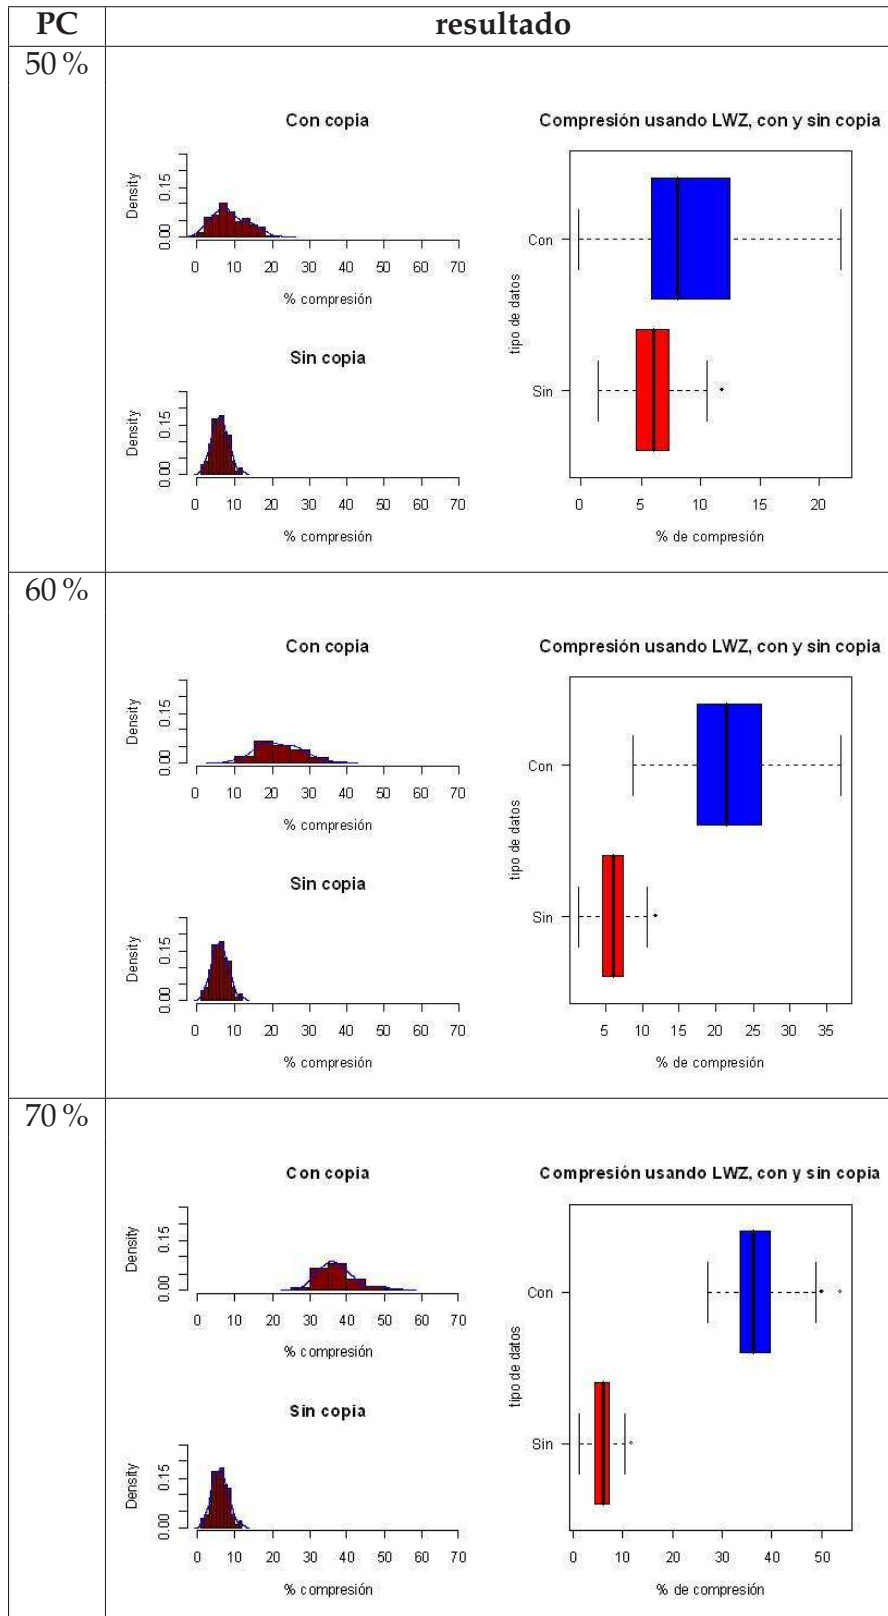 PC resultado
50 %
Con copia
Density
0.00 0.15
0 10 20 30 40 50 60 70
% compresión
Sin copia
Density
0.00 0.15
0 10 20 30 40 50 60 70
% compresión
Compresión usando LWZ, con y sin copia
tipo de datos
Con
Sin
0 5 10 15 20
% de compresión
60 %
Con copia
Density
0.00 0.15
0 10 20 30 40 50 60 70
% compresión
Sin copia
Density
0.00 0.15
0 10 20 30 40 50 60 70
% compresión
Compresión usando LWZ, con y sin copia
tipo de datos
Con
Sin
5 10 15 20 25 30 35
% de compresión
70 %
Con copia
Density
0.00 0.15
0 10 20 30 40 50 60 70
% compresión
Sin copia
Density
0.00 0.15
0 10 20 30 40 50 60 70
% compresión
Compresión usando LWZ, con y sin copia
tipo de datos
Con
Sin
0 10 20 30 40 50
% de compresión